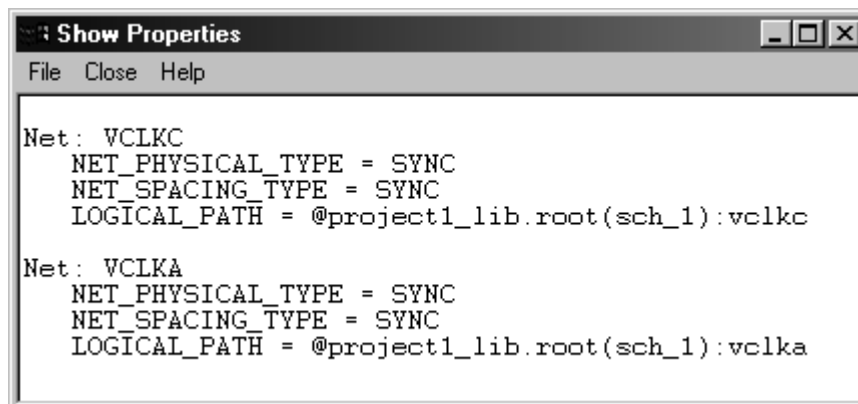 Show Properties
File Close Help
Net: VCLKC
NET_PHYSICAL_TYPE = SYNC
NET_SPACING_TYPE = SYNC
LOGICAL_PATH = @project1_lib.root(sch_1):vclkc
Net: VCLKA
NET_PHYSICAL_TYPE = SYNC
NET_SPACING_TYPE = SYNC
LOGICAL_PATH = @project1_lib.root(sch_1):vclka